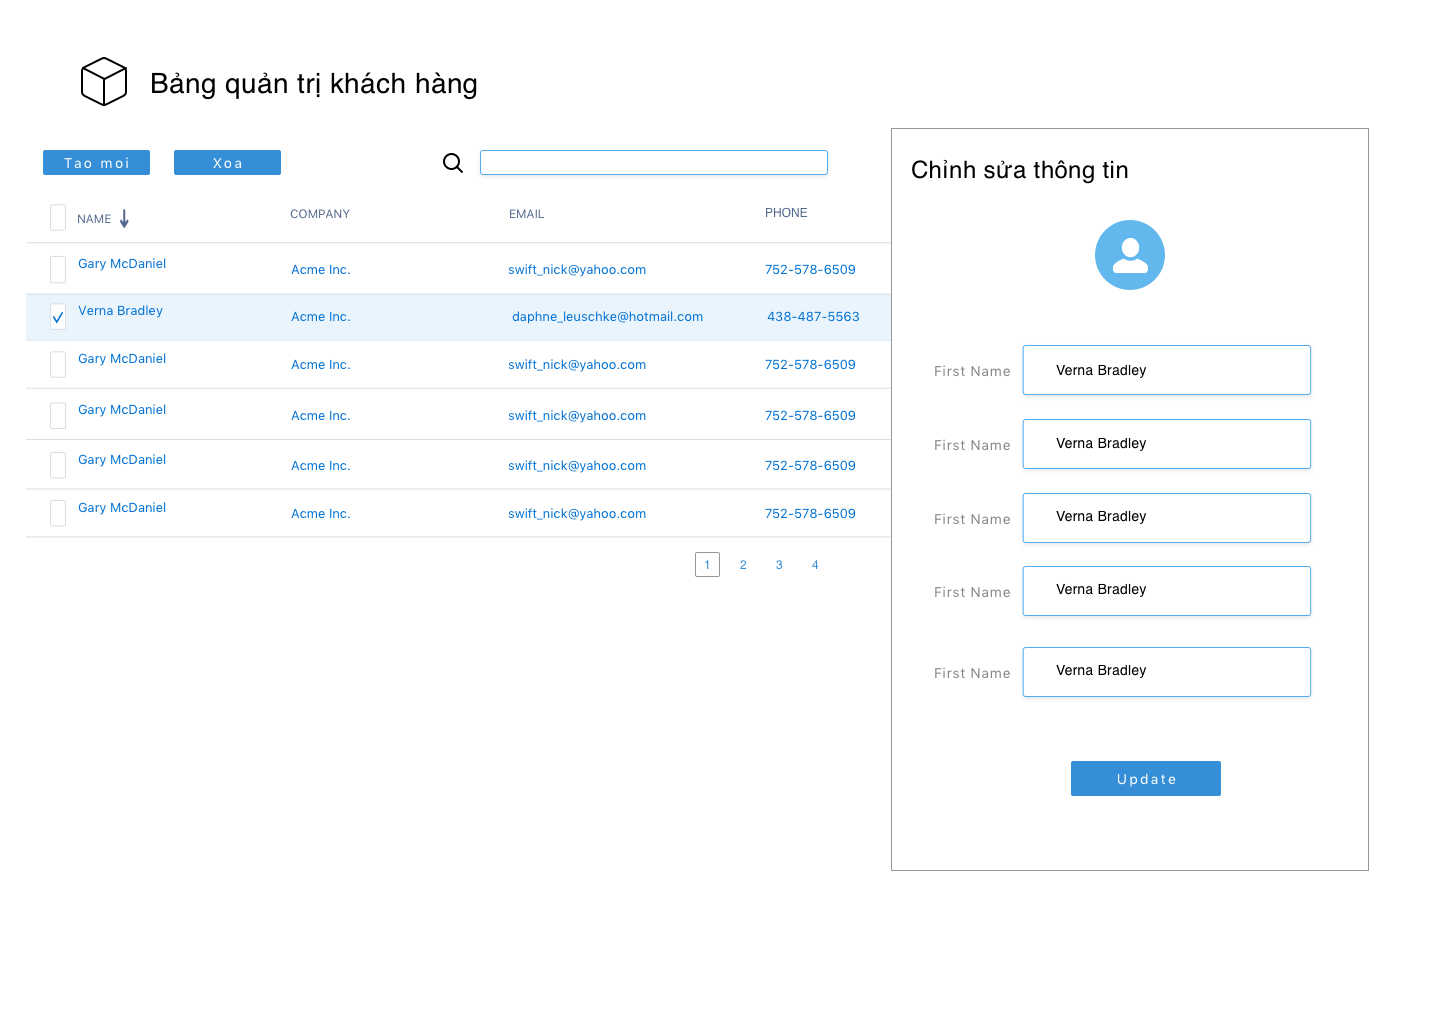 Bảng quản trị khách hàng
Tao moi
Xoa
NAME
COMPANY
EMAIL
PHONE
Gary McDaniel
Acme Inc.
swift_nick@yahoo.com
752-578-6509
Verna Bradley
Acme Inc.
daphne_leuschke@hotmail.com
438-487-5563
Gary McDaniel
Acme Inc.
swift_nick@yahoo.com
752-578-6509
Gary McDaniel
Acme Inc.
swift_nick@yahoo.com
752-578-6509
Gary McDaniel
Acme Inc.
swift_nick@yahoo.com
752-578-6509
Gary McDaniel
Acme Inc.
swift_nick@yahoo.com
752-578-6509
1 2 3 4
Chỉnh sửa thông tin
First Name
Verna Bradley
First Name
Verna Bradley
First Name
Verna Bradley
First Name
Verna Bradley
First Name
Verna Bradley
Update